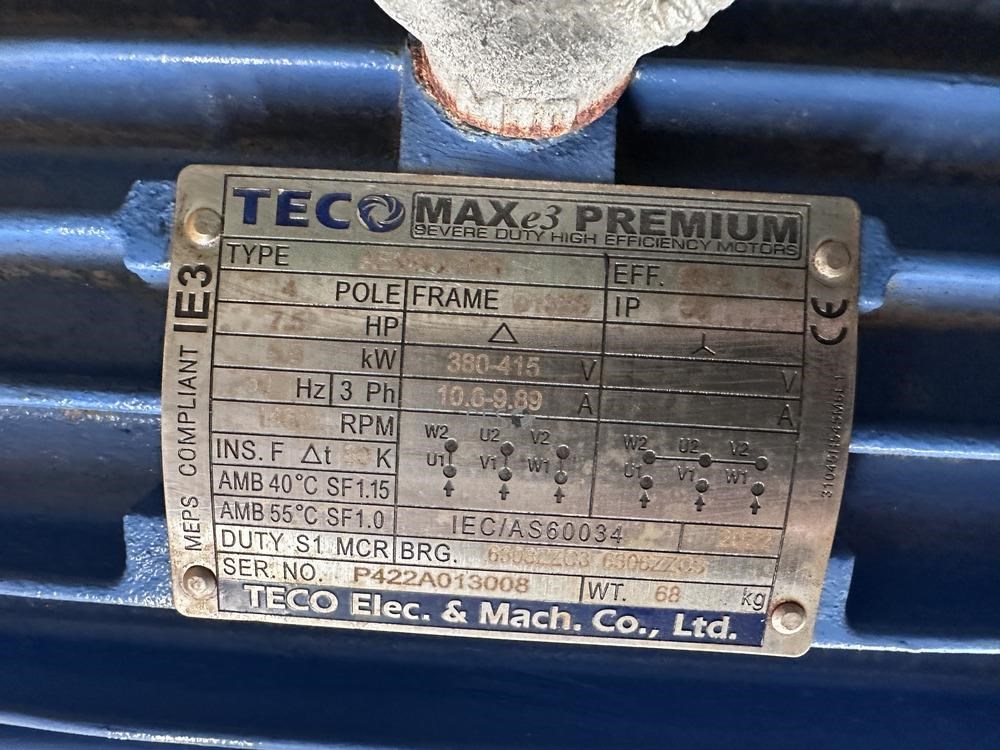 TECO MAXe3 PREMIUM
SEVERE DUTY HIGH EFFICIENCY MOTORS
TYPE EFF.
4 POLE FRAME IP
7.5 HP △ 人
kW 380-415 V V
Hz 3 Ph 10.8-9.89 A A
RPM
W2 U2 V2 W2 U2 V2
U1 V1 W1 U1 V1 W1
INS. F Δt K
AMB 40°C SF1.15
AMB 55°C SF1.0 IEC/AS60034
DUTY S1 MCR BRG.
SER. NO. P422A013008 WT. 68 kg
TECO Elec. & Mach. Co., Ltd.
MEPS COMPLIANT IE3
CE